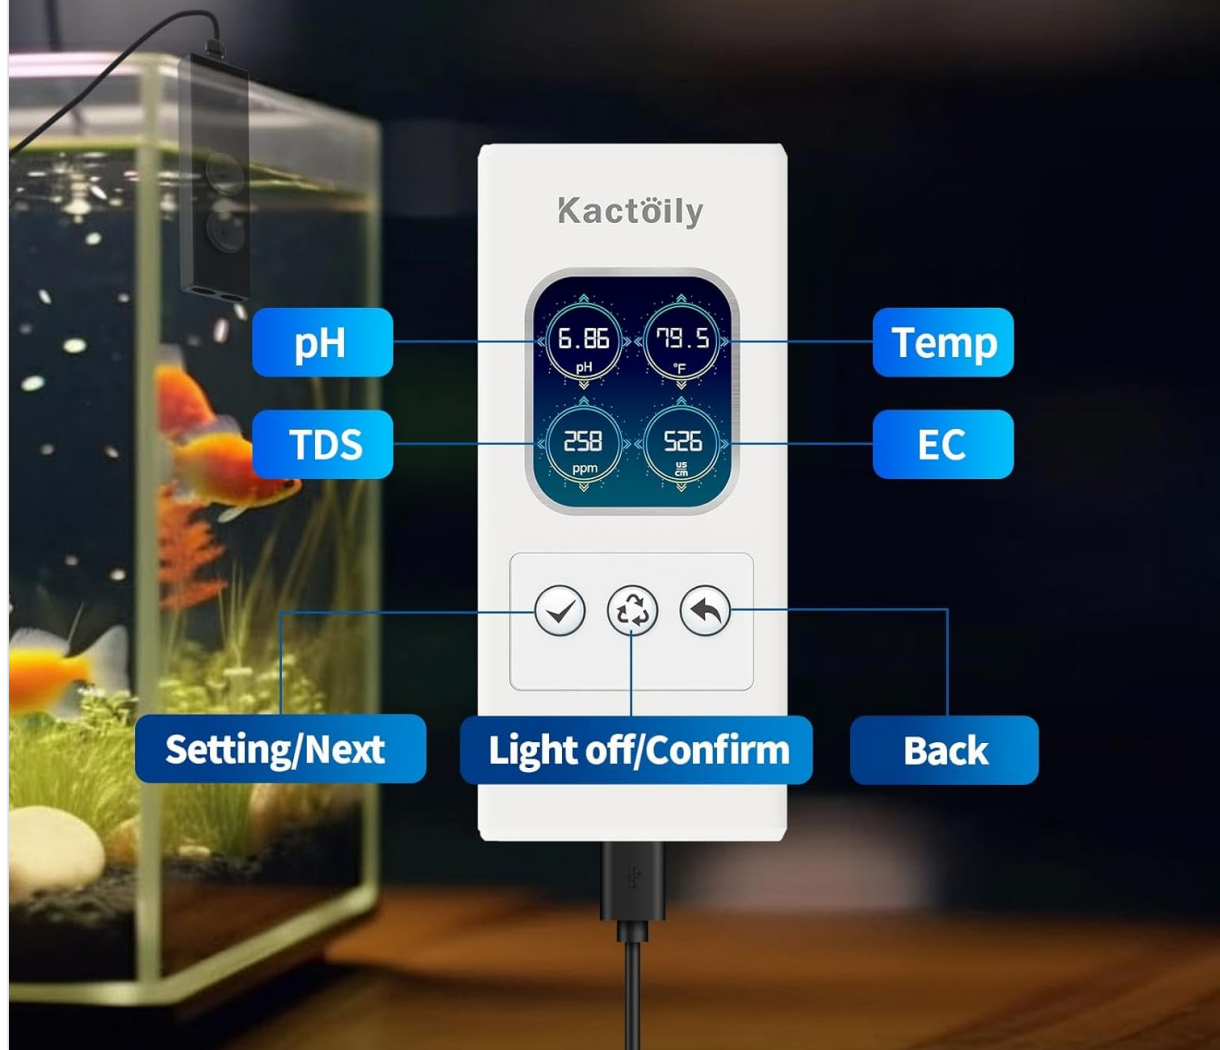 Kactöily
pH
6.86
pH
79.5
°F
Temp
TDS
258
ppm
526
us
cm
EC
Setting/Next
Light off/Confirm
Back